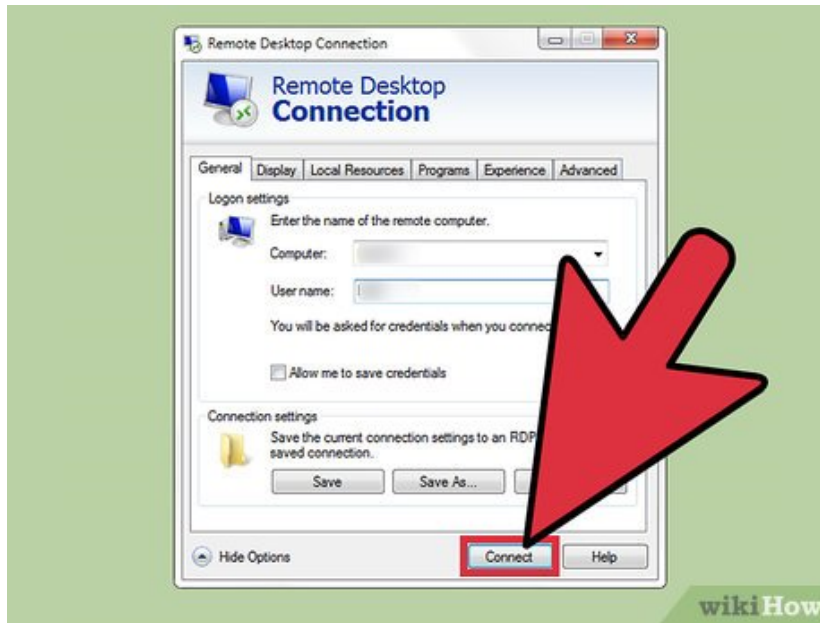 Remote Desktop Connection
Remote Desktop
Connection
General Display Local Resources Programs Experience Advanced
Logon settings
Enter the name of the remote computer.
Computer:
User name:
You will be asked for credentials when you
Allow me to save credentials
Connection settings
Save the current connection settings to an RDP
saved connection.
Save Save As...
Hide Options Connect Help
wikiHow